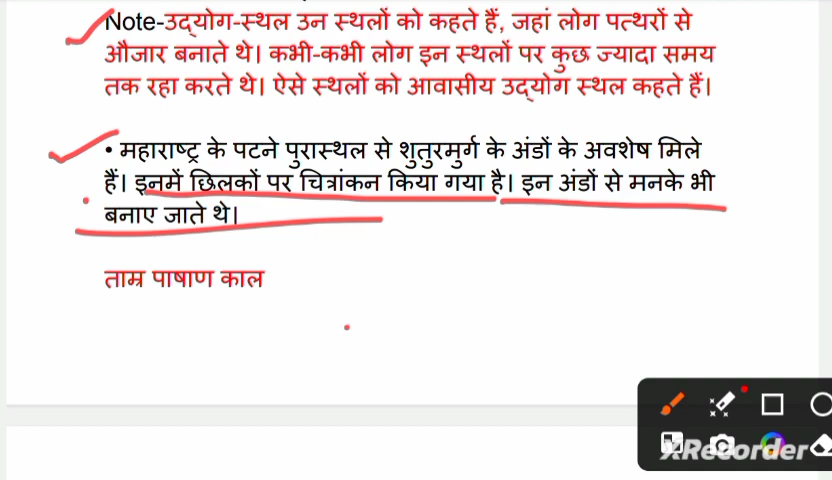 Note-उद्योग-स्थल उन स्थलों को कहते हैं, जहां लोग पत्थरों से
औजार बनाते थे। कभी-कभी लोग इन स्थलों पर कुछ ज्यादा समय
तक रहा करते थे। ऐसे स्थलों को आवासीय उद्योग स्थल कहते हैं।
• महाराष्ट्र के पटने पुरास्थल से शुतुरमुर्ग के अंडों के अवशेष मिले
हैं। इनमें छिलकों पर चित्रांकन किया गया है। इन अंडों से मनके भी
बनाए जाते थे।
ताम्र पाषाण काल
XRecorder